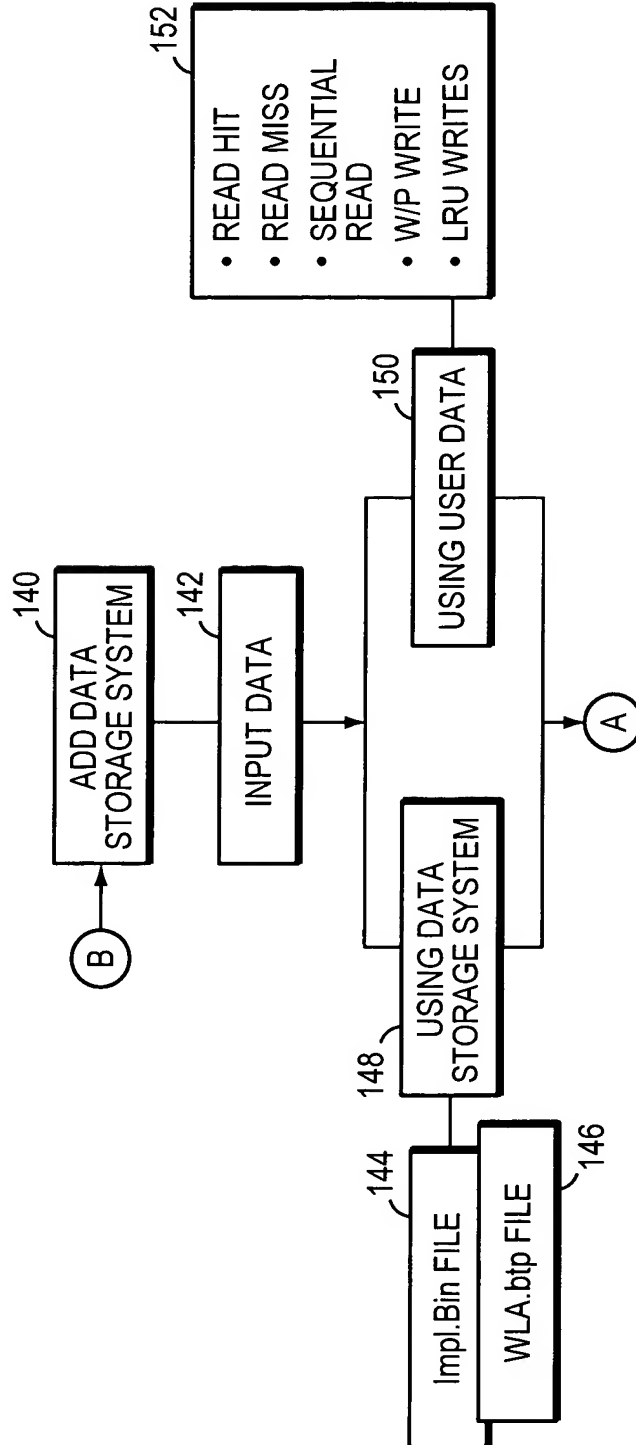 B
140
ADD DATA
STORAGE SYSTEM
142
INPUT DATA
144
Impl.Bin FILE
WLA.btp FILE
146
148
USING DATA
STORAGE SYSTEM
150
USING USER DATA
152
• READ HIT
• READ MISS
• SEQUENTIAL
READ
• W/P WRITE
• LRU WRITES
A